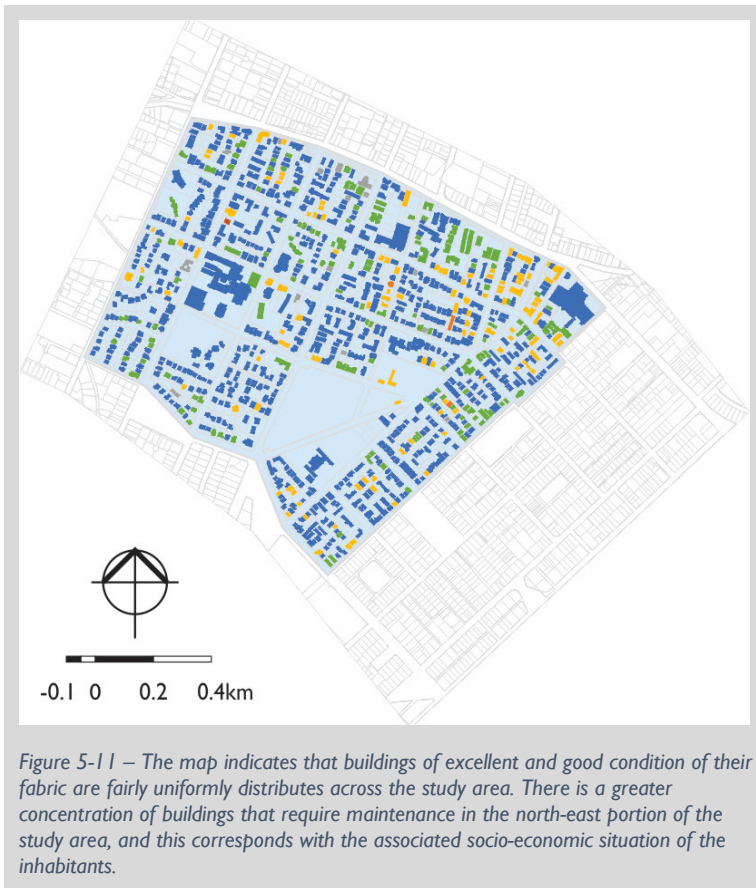 -0.1 0 0.2 0.4km
Figure 5-11 – The map indicates that buildings of excellent and good condition of their
fabric are fairly uniformly distributes across the study area. There is a greater
concentration of buildings that require maintenance in the north-east portion of the
study area, and this corresponds with the associated socio-economic situation of the
inhabitants.